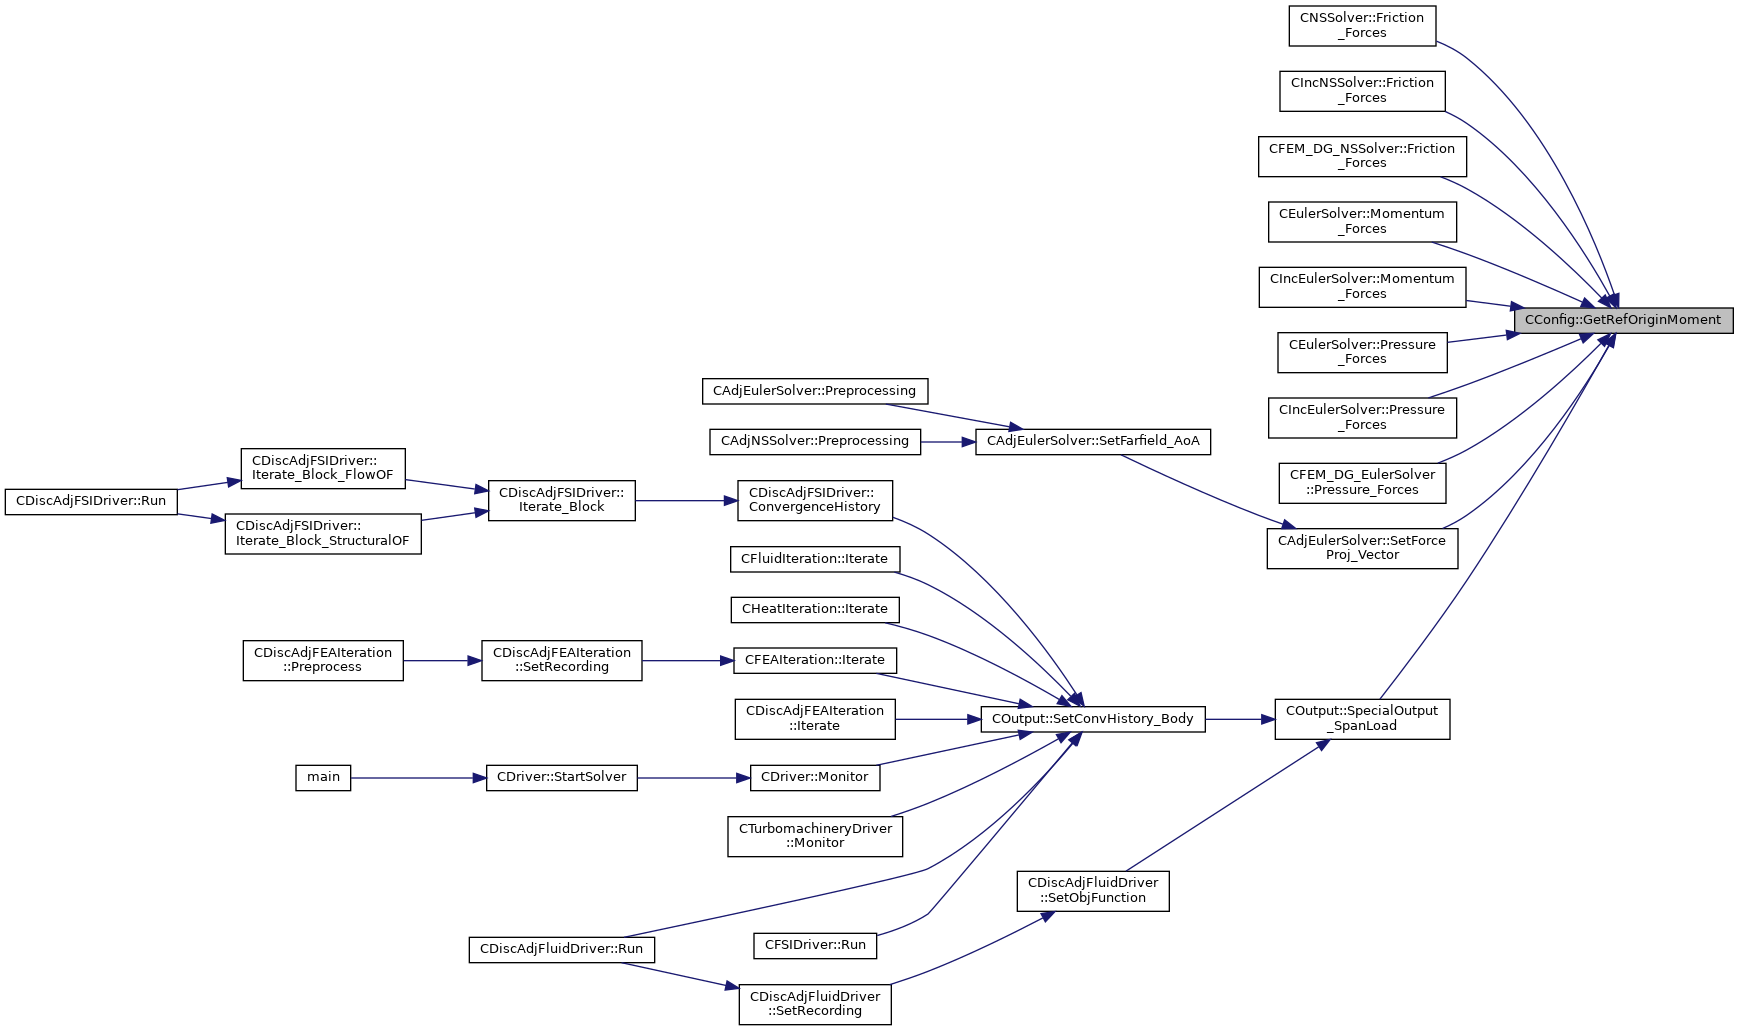 CNSSolver::Friction
_Forces
CIncNSSolver::Friction
_Forces
CFEM_DG_NSSolver::Friction
_Forces
CEulerSolver::Momentum
_Forces
CIncEulerSolver::Momentum
_Forces
CConfig::GetRefOriginMoment
CEulerSolver::Pressure
_Forces
CAdjEulerSolver::Preprocessing
CIncEulerSolver::Pressure
_Forces
CAdjNSSolver::Preprocessing
CAdjEulerSolver::SetFarfield_AoA
CDiscAdjFSIDriver::
Iterate_Block_FlowOF
CFEM_DG_EulerSolver
::Pressure_Forces
CDiscAdjFSIDriver::Run
CDiscAdjFSIDriver::
Iterate_Block
CDiscAdjFSIDriver::
ConvergenceHistory
CDiscAdjFSIDriver::
Iterate_Block_StructuralOF
CAdjEulerSolver::SetForce
Proj_Vector
CFluidIteration::Iterate
CHeatIteration::Iterate
CDiscAdjFEAIteration
::Preprocess
CDiscAdjFEAIteration
::SetRecording
CFEAIteration::Iterate
CDiscAdjFEAIteration
::Iterate
COutput::SetConvHistory_Body
COutput::SpecialOutput
_SpanLoad
main
CDriver::StartSolver
CDriver::Monitor
CTurbomachineryDriver
::Monitor
CDiscAdjFluidDriver
::SetObjFunction
CDiscAdjFluidDriver::Run
CFSIDriver::Run
CDiscAdjFluidDriver
::SetRecording